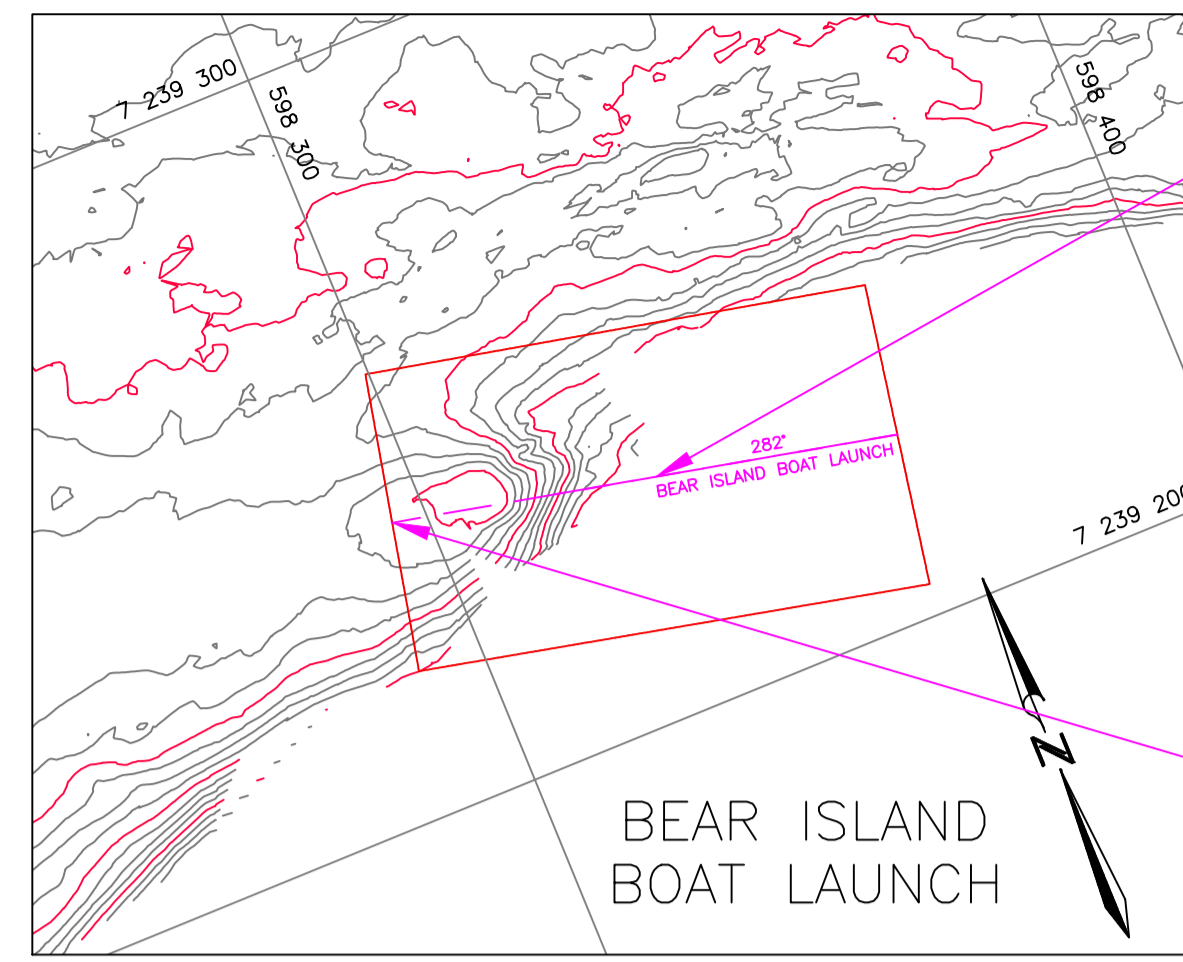 7 239 300
598 300
598 400
282°
BEAR ISLAND BOAT LAUNCH
7 239 200
N
BEAR ISLAND
BOAT LAUNCH